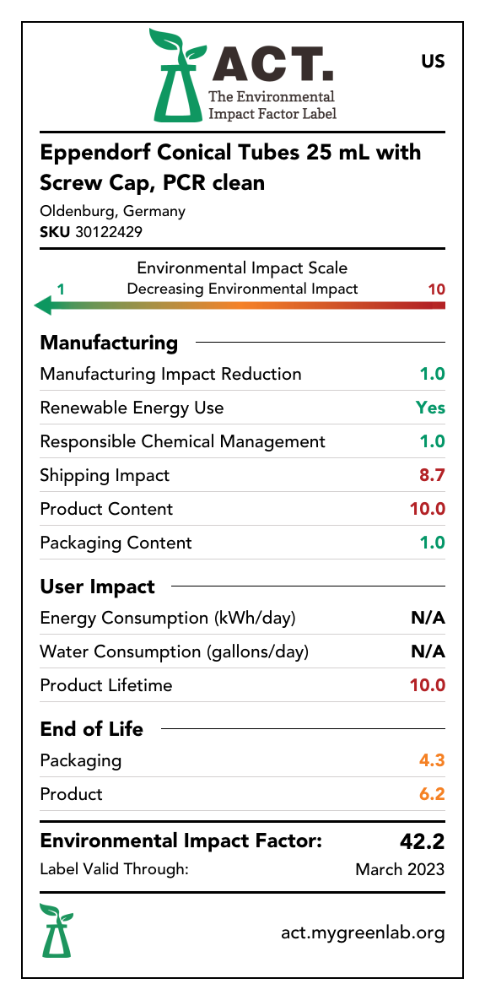 ACT.
The Environmental
Impact Factor Label
US
Eppendorf Conical Tubes 25 mL with
Screw Cap, PCR clean
Oldenburg, Germany
SKU 30122429
Environmental Impact Scale
1 Decreasing Environmental Impact 10
Manufacturing
Manufacturing Impact Reduction 1.0
Renewable Energy Use Yes
Responsible Chemical Management 1.0
Shipping Impact 8.7
Product Content 10.0
Packaging Content 1.0
User Impact
Energy Consumption (kWh/day) N/A
Water Consumption (gallons/day) N/A
Product Lifetime 10.0
End of Life
Packaging 4.3
Product 6.2
Environmental Impact Factor: 42.2
Label Valid Through: March 2023
act.mygreenlab.org